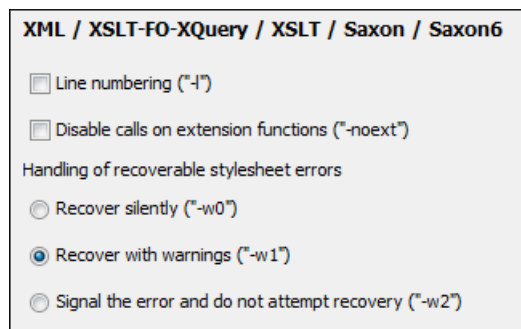 XML / XSLT-FO-XQuery / XSLT / Saxon / Saxon6
Line numbering ("-l")
Disable calls on extension functions ("-noext")
Handling of recoverable stylesheet errors
Recover silently ("-w0")
Recover with warnings ("-w1")
Signal the error and do not attempt recovery ("-w2")